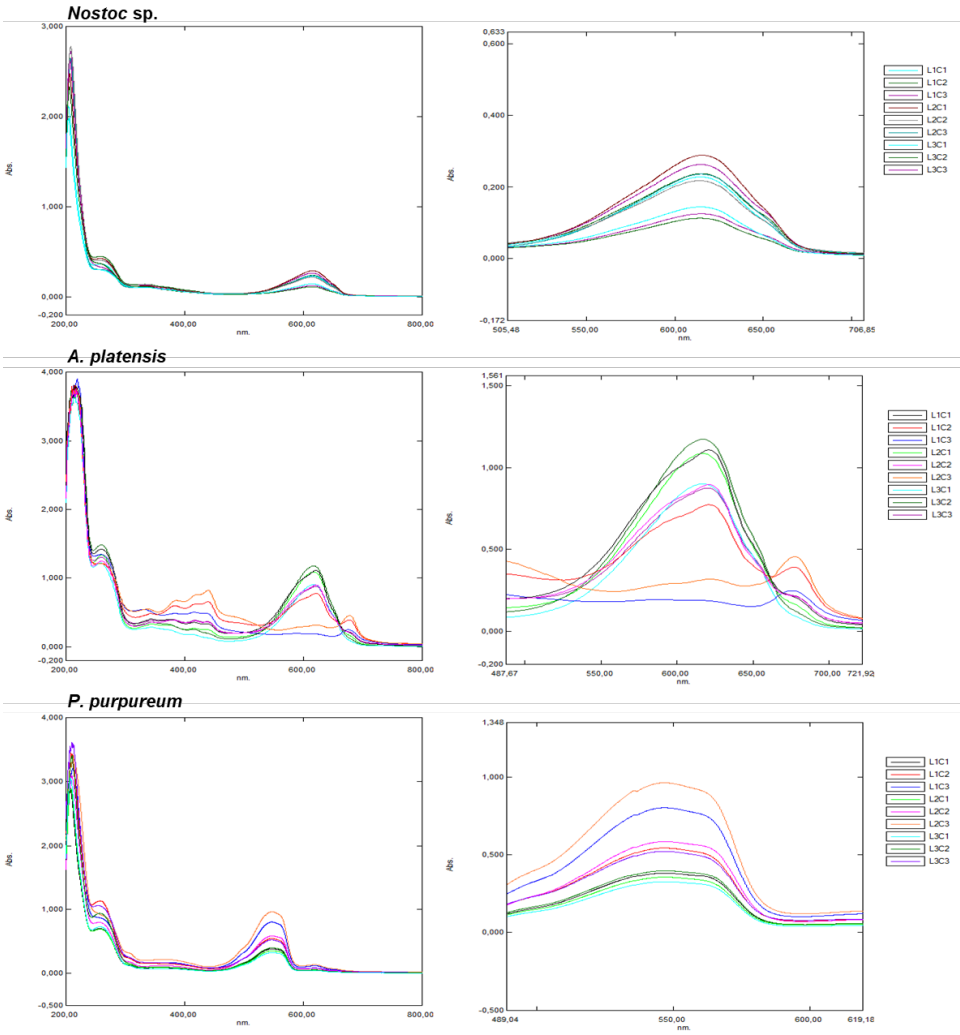 Nostoc sp.
3,000
2,000
1,000
0,000
-0,200
200,00
400,00
600,00
800,00
nm.
Abs.
0,633
0,600
0,400
0,200
0,000
-0,172
505,48
550,00
600,00
650,00
706,85
nm.
Abs.
L1C1
L1C2
L1C3
L2C1
L2C2
L2C3
L3C1
L3C2
L3C3
A. platensis
4,000
3,000
2,000
1,000
0,000
-0,200
200,00
400,00
600,00
800,00
nm.
Abs.
1,561
1,500
1,000
0,500
0,000
-0,200
487,67
550,00
600,00
650,00
700,00
721,92
nm.
Abs.
L1C1
L1C2
L1C3
L2C1
L2C2
L2C3
L3C1
L3C2
L3C3
P. purpureum
4,000
3,000
2,000
1,000
0,000
-0,500
200,00
400,00
600,00
800,00
nm.
Abs.
1,348
1,000
0,500
0,000
-0,500
489,04
550,00
600,00
619,18
nm.
Abs.
L1C1
L1C2
L1C3
L2C1
L2C2
L2C3
L3C1
L3C2
L3C3